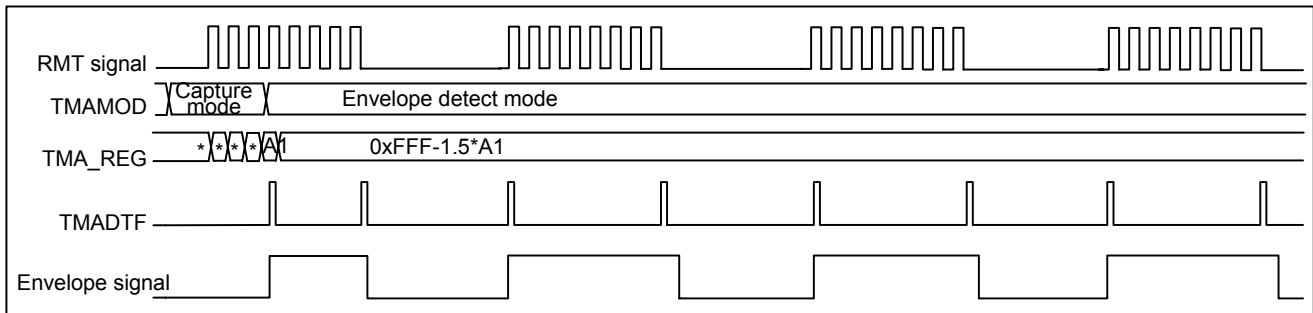 RMT signal
TMAMOD
Capture mode
Envelope detect mode
TMA_REG
* * * * A1
0xFFF-1.5*A1
TMADTF
Envelope signal